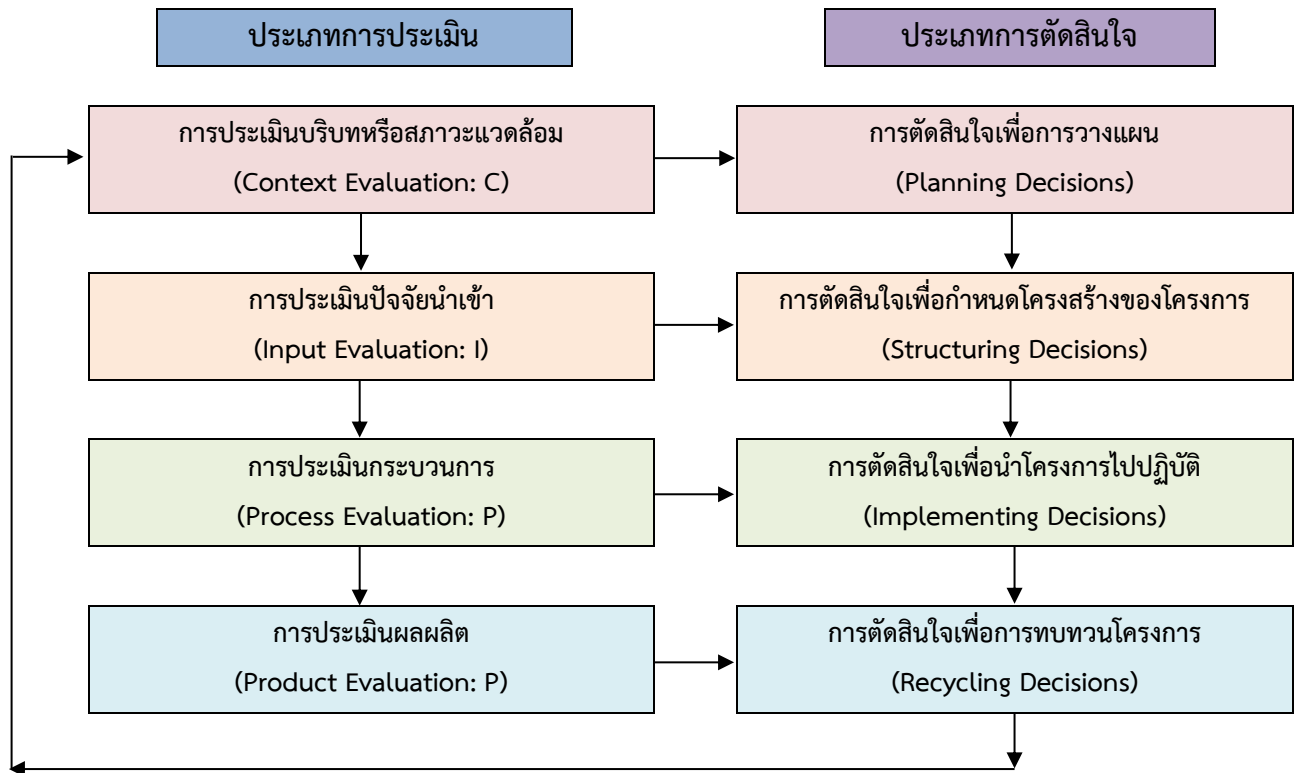 ประเภทการประเมิน
ประเภทการตัดสินใจ
การประเมินบริบทหรือสภาวะแวดล้อม
(Context Evaluation: C)
การตัดสินใจเพื่อการวางแผน
(Planning Decisions)
การประเมินปัจจัยนำเข้า
(Input Evaluation: I)
การตัดสินใจเพื่อกำหนดโครงสร้างของโครงการ
(Structuring Decisions)
การประเมินกระบวนการ
(Process Evaluation: P)
การตัดสินใจเพื่อนำโครงการไปปฏิบัติ
(Implementing Decisions)
การประเมินผลผลิต
(Product Evaluation: P)
การตัดสินใจเพื่อการทบทวนโครงการ
(Recycling Decisions)